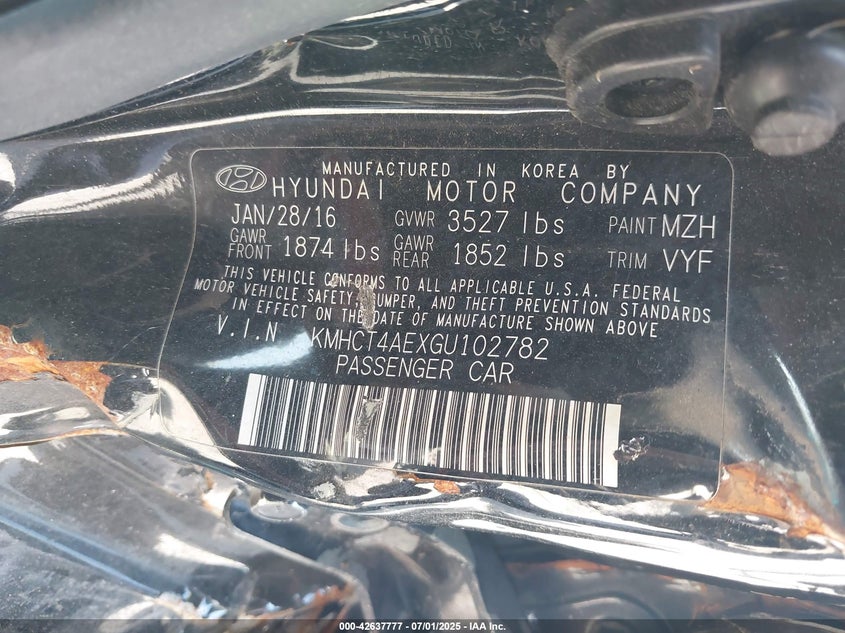 MANUFACTURED IN KOREA BY
HYUNDAI MOTOR COMPANY
JAN/28/16 GVWR 3527 lbs PAINT MZH
GAWR FRONT 1874 lbs GAWR REAR 1852 lbs TRIM VYF
THIS VEHICLE CONFORMS TO ALL APPLICABLE U.S.A. FEDERAL
MOTOR VEHICLE SAFETY, BUMPER, AND THEFT PREVENTION STANDARDS
IN EFFECT ON THE DATE OF MANUFACTURE SHOWN ABOVE
V.I.N KMHCT4AEXGU102782
PASSENGER CAR
000-42637777 - 07/01/2025 - IAA Inc.